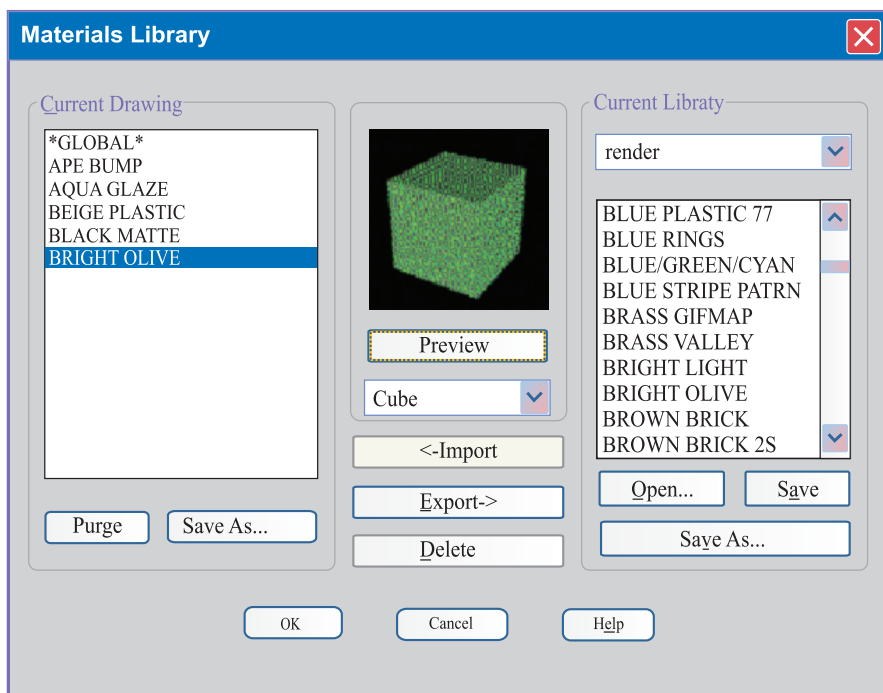 Materials Library
Current Drawing
*GLOBAL*
APE BUMP
AQUA GLAZE
BEIGE PLASTIC
BLACK MATTE
BRIGHT OLIVE
Purge
Save As...
Preview
Cube
<-Import
Export->
Delete
Current Libraty
render
BLUE PLASTIC 77
BLUE RINGS
BLUE/GREEN/CYAN
BLUE STRIPE PATRN
BRASS GIFMAP
BRASS VALLEY
BRIGHT LIGHT
BRIGHT OLIVE
BROWN BRICK
BROWN BRICK 2S
Open...
Save
Save As...
OK
Cancel
Help